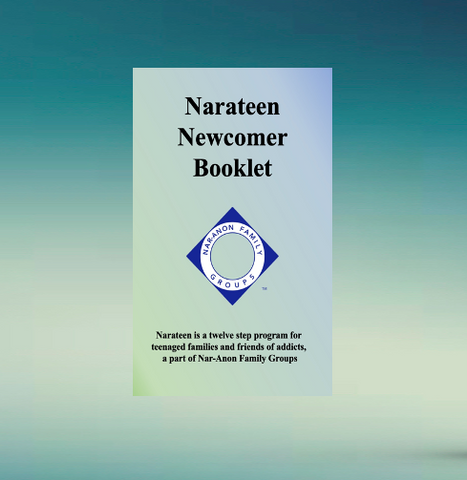 Narateen
Newcomer
Booklet
NAR-ANON FAMILY
GROUPS
TM
Narateen is a twelve step program for
teenaged families and friends of addicts,
a part of Nar-Anon Family Groups